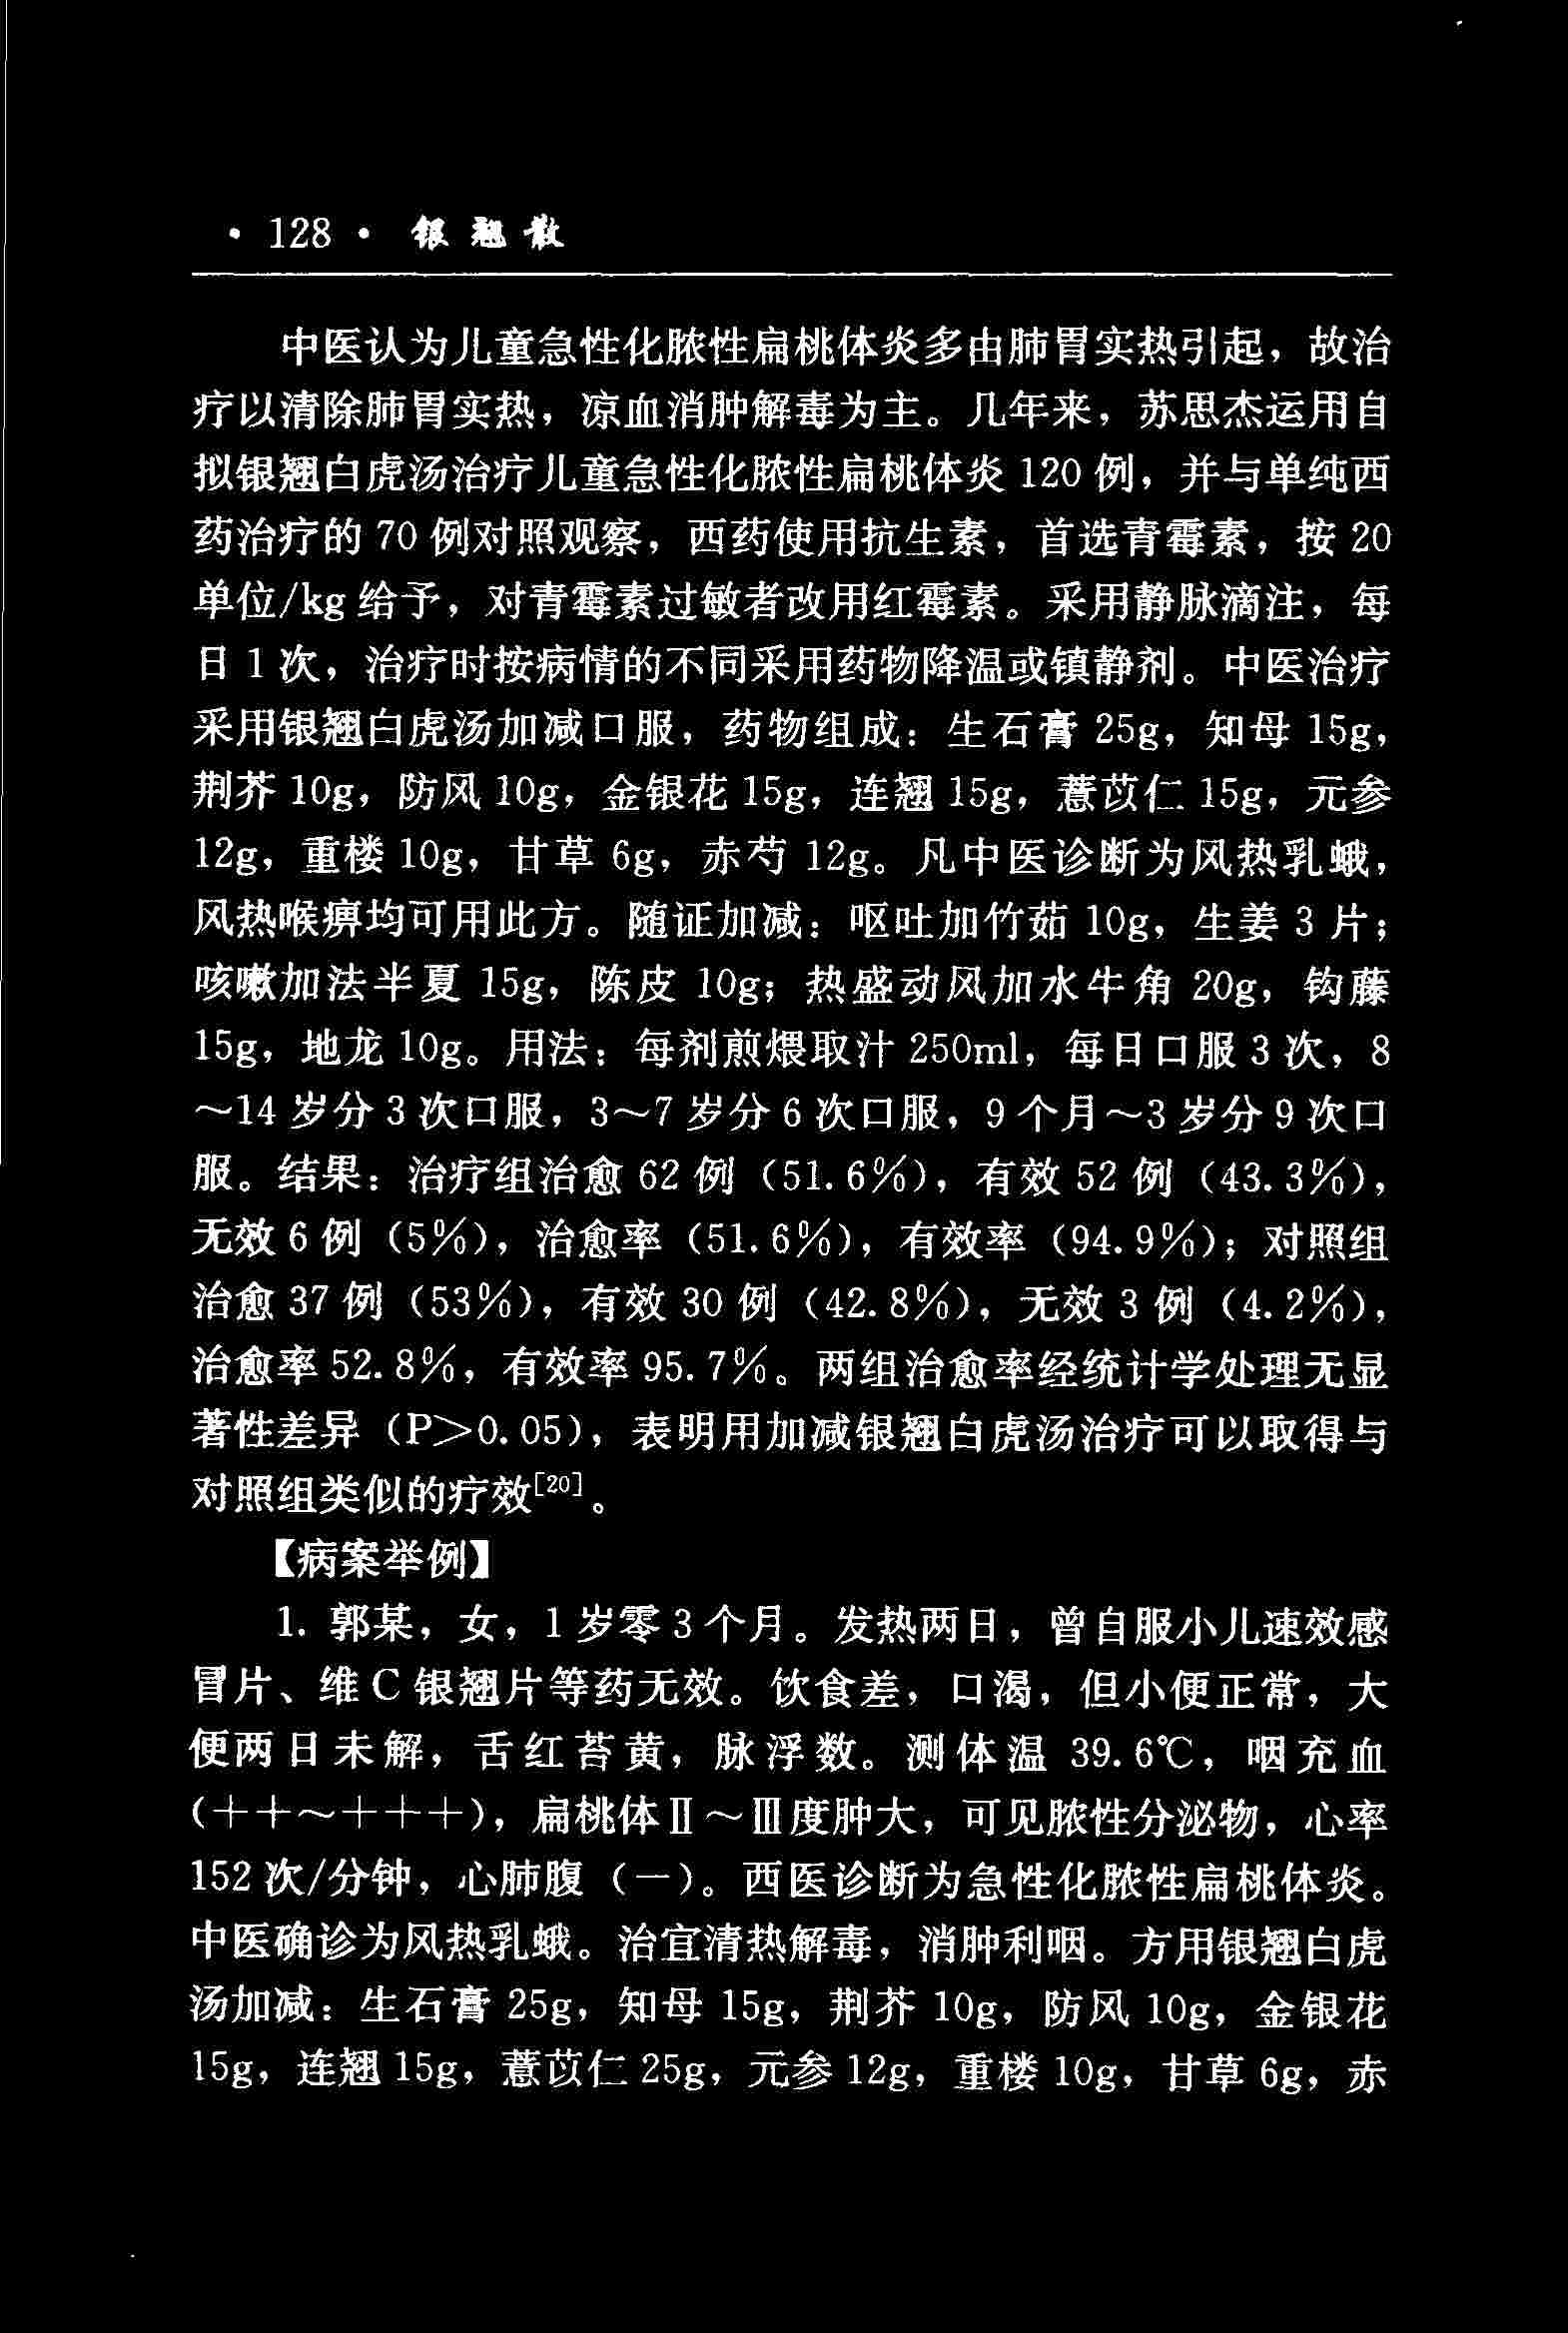 · 128 · 银翘散
中医认为儿童急性化脓性扁桃体炎多由肺胃实热引起，故治
疗以清除肺胃实热，凉血消肿解毒为主。几年来，苏思杰运用自
拟银翘白虎汤治疗儿童急性化脓性扁桃体炎 120 例，并与单纯西
药治疗的 70 例对照观察，西药使用抗生素，首选青霉素，按 20
单位/kg 给予，对青霉素过敏者改用红霉素。采用静脉滴注，每
日 1 次，治疗时按病情的不同采用药物降温或镇静剂。中医治疗
采用银翘白虎汤加减口服，药物组成：生石膏 25g，知母 15g，
荆芥 10g，防风 10g，金银花 15g，连翘 15g，薏苡仁 15g，元参
12g，重楼 10g，甘草 6g，赤芍 12g。凡中医诊断为风热乳蛾，
风热喉痹均可用此方。随证加减：呕吐加竹茹 10g，生姜 3 片；
咳嗽加法半夏 15g，陈皮 10g；热盛动风加水牛角 20g，钩藤
15g，地龙 10g。用法：每剂煎煨取汁 250ml，每日口服 3 次，8
～14 岁分 3 次口服，3～7 岁分 6 次口服，9 个月～3 岁分 9 次口
服。结果：治疗组治愈 62 例（51.6%），有效 52 例（43.3%），
无效 6 例（5%），治愈率（51.6%），有效率（94.9%）；对照组
治愈 37 例（53%），有效 30 例（42.8%），无效 3 例（4.2%），
治愈率 52.8%，有效率 95.7%。两组治愈率经统计学处理无显
著性差异（P>0.05），表明用加减银翘白虎汤治疗可以取得与
对照组类似的疗效[20]。
【病案举例】
1. 郭某，女，1 岁零 3 个月。发热两日，曾自服小儿速效感
冒片、维 C 银翘片等药无效。饮食差，口渴，但小便正常，大
便两日未解，舌红苔黄，脉浮数。测体温 39.6℃，咽充血
（＋＋～＋＋＋），扁桃体Ⅱ～Ⅲ度肿大，可见脓性分泌物，心率
152 次/分钟，心肺腹（－）。西医诊断为急性化脓性扁桃体炎。
中医确诊为风热乳蛾。治宜清热解毒，消肿利咽。方用银翘白虎
汤加减：生石膏 25g，知母 15g，荆芥 10g，防风 10g，金银花
15g，连翘 15g，薏苡仁 25g，元参 12g，重楼 10g，甘草 6g，赤